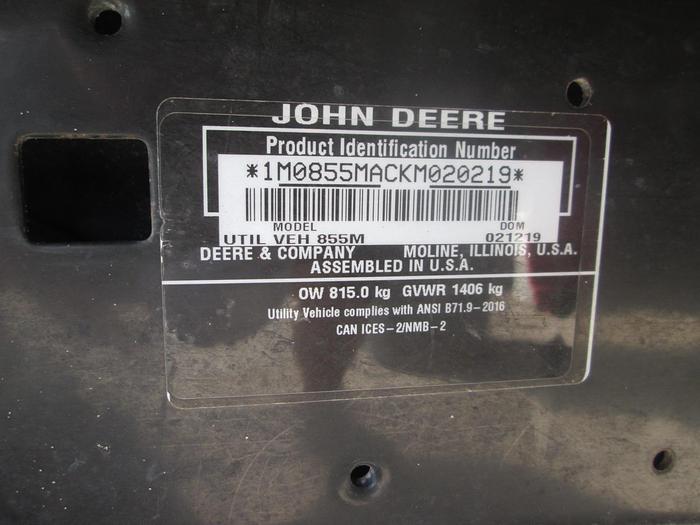 JOHN DEERE
Product Identification Number
*1M0855MACKM020219*
MODEL DOM
UTIL VEH 855M 021219
DEERE & COMPANY MOLINE, ILLINOIS, U.S.A.
ASSEMBLED IN U.S.A.
OW 815.0 kg GVWR 1406 kg
Utility Vehicle complies with ANSI B71.9-2016
CAN ICES-2/NMB-2